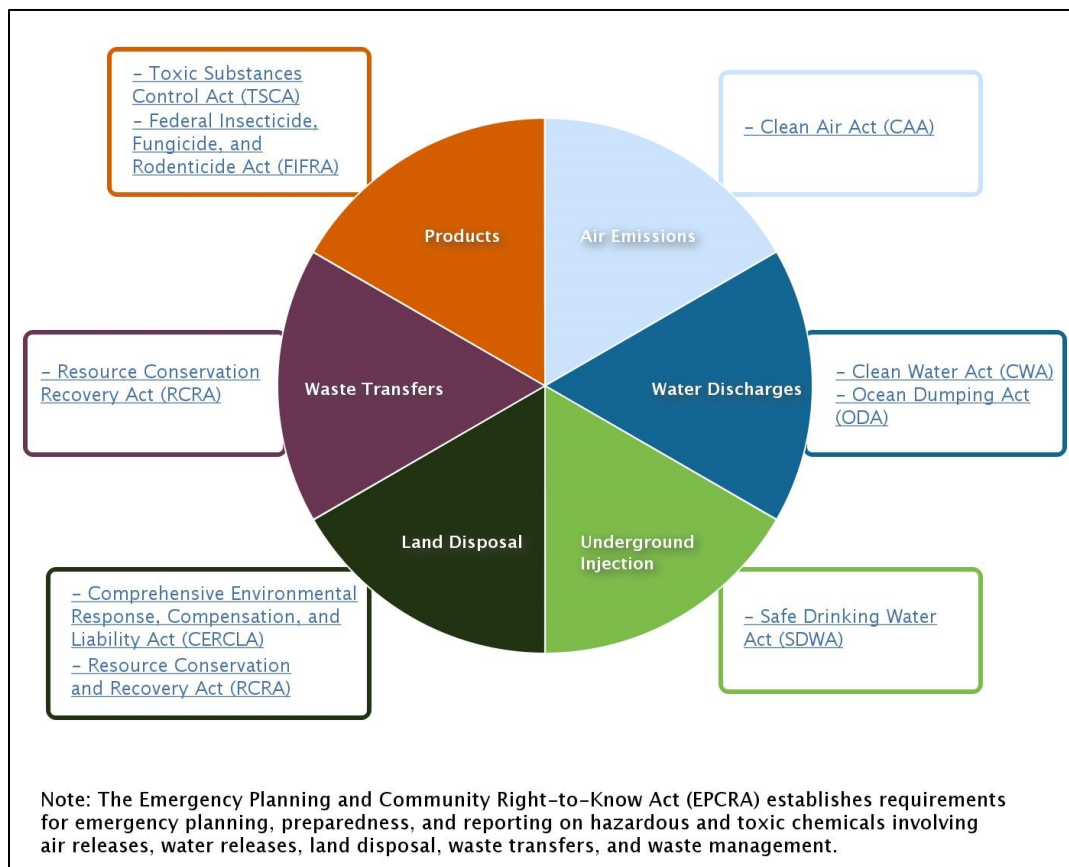 – Toxic Substances
Control Act (TSCA)
– Federal Insecticide,
Fungicide, and
Rodenticide Act (FIFRA)
– Clean Air Act (CAA)
Products
Air Emissions
– Resource Conservation
Recovery Act (RCRA)
Waste Transfers
Water Discharges
– Clean Water Act (CWA)
– Ocean Dumping Act
(ODA)
Land Disposal
Underground
Injection
– Comprehensive Environmental
Response, Compensation, and
Liability Act (CERCLA)
– Resource Conservation
and Recovery Act (RCRA)
– Safe Drinking Water
Act (SDWA)
Note: The Emergency Planning and Community Right-to-Know Act (EPCRA) establishes requirements
for emergency planning, preparedness, and reporting on hazardous and toxic chemicals involving
air releases, water releases, land disposal, waste transfers, and waste management.